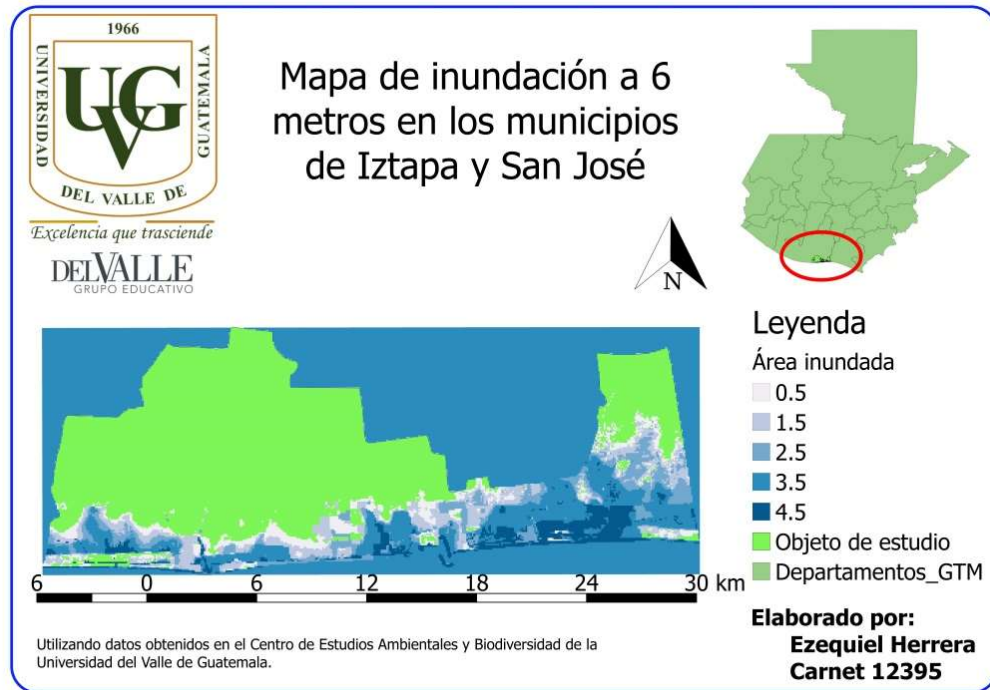 1966
UNIVERSIDAD
UVG
GUATEMALA
DEL VALLE DE
Excelencia que trasciende
DELVALLE
GRUPO EDUCATIVO
Mapa de inundación a 6
metros en los municipios
de Iztapa y San José
N
Leyenda
Área inundada
0.5
1.5
2.5
3.5
4.5
Objeto de estudio
Departamentos_GTM
6 0 6 12 18 24 30 km
Utilizando datos obtenidos en el Centro de Estudios Ambientales y Biodiversidad de la
Universidad del Valle de Guatemala.
Elaborado por:
Ezequiel Herrera
Carnet 12395